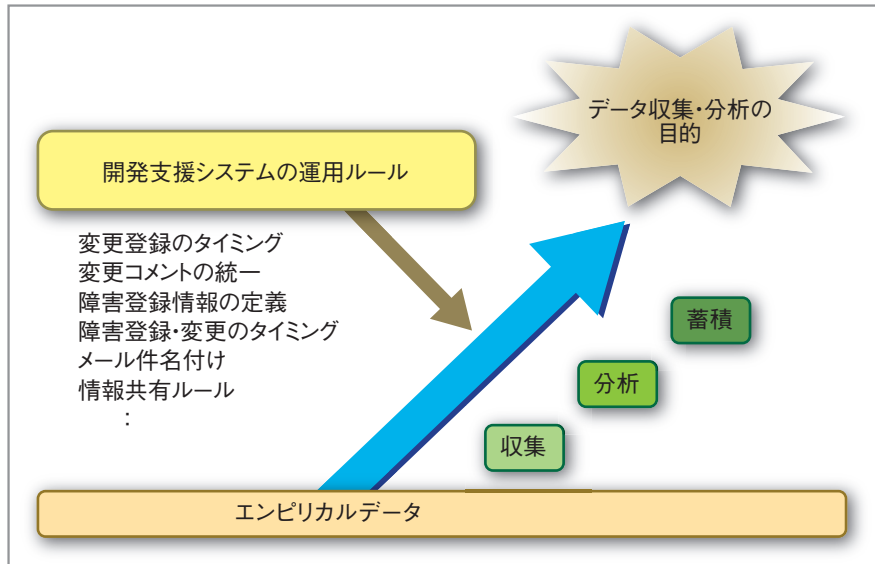 データ収集・分析の
目的
開発支援システムの運用ルール
変更登録のタイミング
変更コメントの統一
障害登録情報の定義
障害登録・変更のタイミング
メール件名付け
情報共有ルール
：
蓄積
分析
収集
エンピリカルデータ